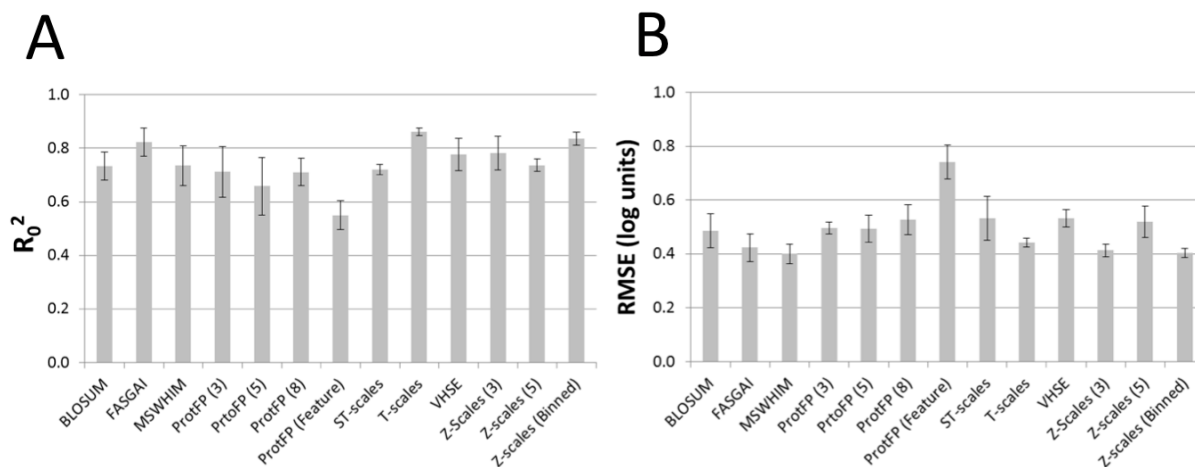 A
B
R₀²
1.0
0.8
0.6
0.4
0.2
0.0
BLOSUM
FASGAI
MSWHIM
ProtFP (3)
PrtoFP (5)
ProtFP (8)
ProtFP (Feature)
ST-scales
T-scales
VHSE
Z-Scales (3)
Z-scales (5)
Z-scales (Binned)
RMSE (log units)
1.0
0.8
0.6
0.4
0.2
0.0
BLOSUM
FASGAI
MSWHIM
ProtFP (3)
PrtoFP (5)
ProtFP (8)
ProtFP (Feature)
ST-scales
T-scales
VHSE
Z-Scales (3)
Z-scales (5)
Z-scales (Binned)